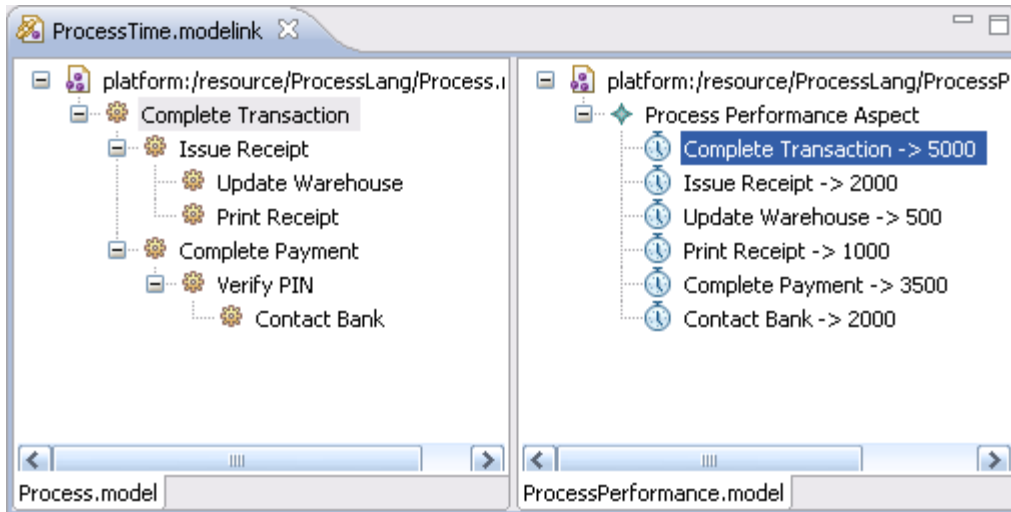 ProcessTime.modelink
platform:/resource/ProcessLang/Process.
Complete Transaction
Issue Receipt
Update Warehouse
Print Receipt
Complete Payment
Verify PIN
Contact Bank
Process.model
platform:/resource/ProcessLang/ProcessP
Process Performance Aspect
Complete Transaction -> 5000
Issue Receipt -> 2000
Update Warehouse -> 500
Print Receipt -> 1000
Complete Payment -> 3500
Contact Bank -> 2000
ProcessPerformance.model